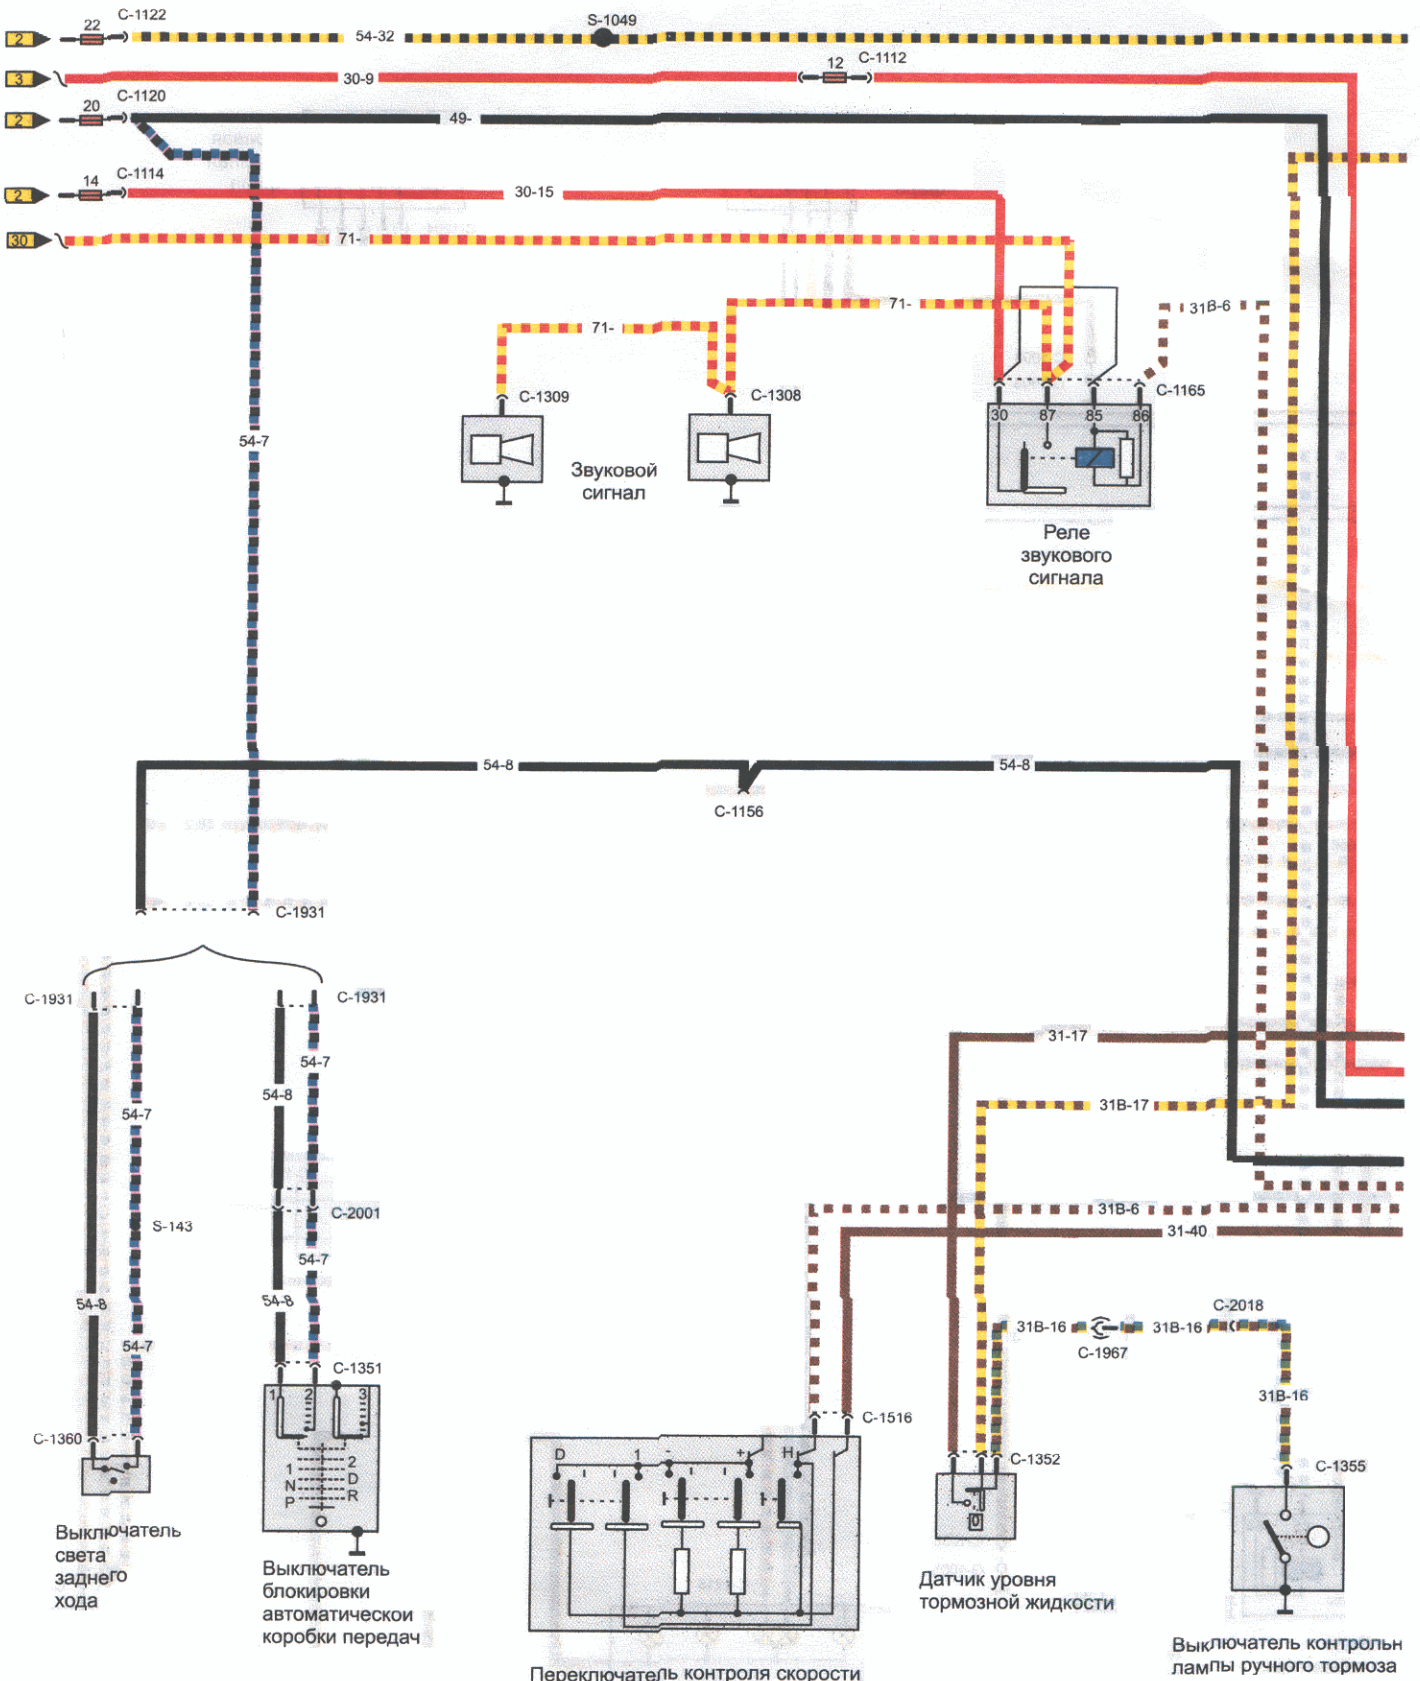 2
22
C-1122
54-32
S-1049
3
30-9
12
C-1112
2
20
C-1120
49-
2
14
C-1114
30-15
30
71-
71-
71-
31B-6
C-1309
C-1308
C-1165
30
87
85
86
54-7
Звуковой
сигнал
Реле
звукового
сигнала
54-8
54-8
C-1156
C-1931
C-1931
C-1931
31-17
54-7
54-8
54-7
31B-17
C-2001
S-143
31B-6
31-40
54-7
54-8
54-8
54-7
C-1351
31B-16
C-1967
31B-16
C-2018
31B-16
C-1360
1
2
3
1
2
N
D
P
R
C-1516
D
1
-
+
H
C-1352
C-1355
0
Выключатель
света
заднего
хода
Выключатель
блокировки
автоматической
коробки передач
Переключатель контроля скорости
Датчик уровня
тормозной жидкости
Выключатель контрольн
лампы ручного тормоза